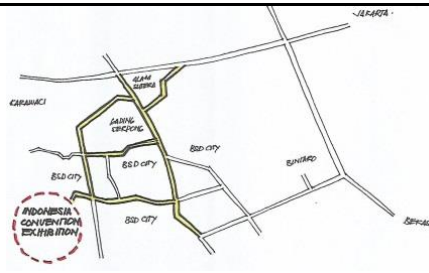 JAKARTA.
ALAM
SUTERA
KARAWACI
GADING
SERPONG
BSD CITY
BSD CITY
BINTARO
BSD CITY
INDONESIA
CONVENTION
EXHIBITION
BSD CITY
BEKASI